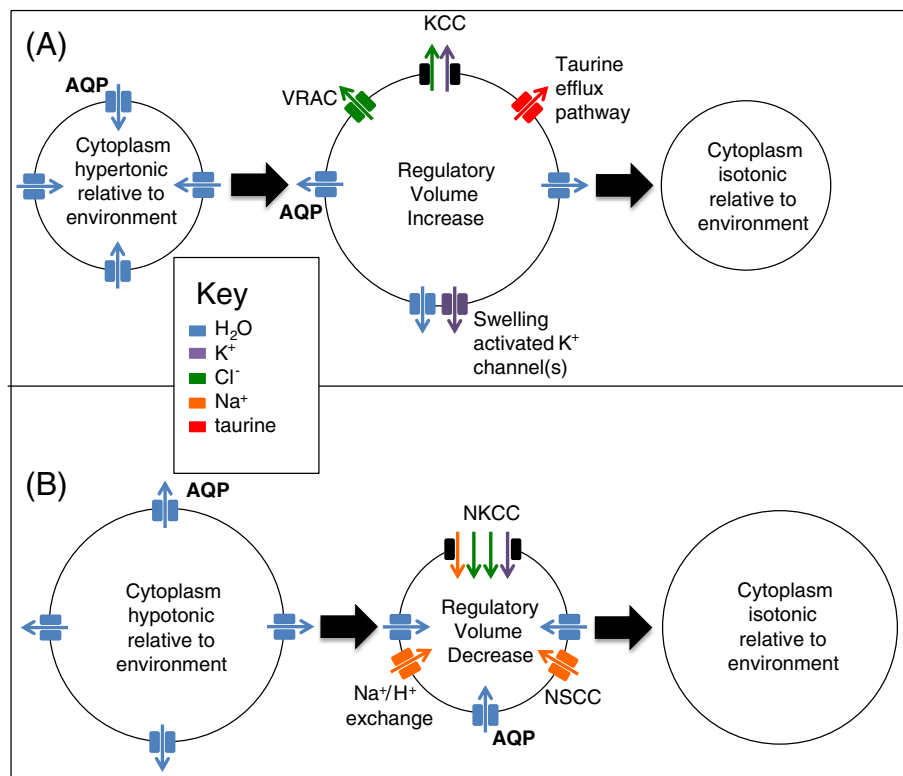 (A)
AQP
Cytoplasm
hypertonic
relative to
environment
VRAC
KCC
Taurine
efflux
pathway
AQP
Regulatory
Volume
Increase
Swelling
activated K⁺
channel(s)
Cytoplasm
isotonic
relative to
environment
Key
H₂O
K⁺
Cl⁻
Na⁺
taurine
(B)
AQP
Cytoplasm
hypotonic
relative to
environment
NKCC
Regulatory
Volume
Decrease
Na⁺/H⁺
exchange
AQP
NSCC
Cytoplasm
isotonic
relative to
environment